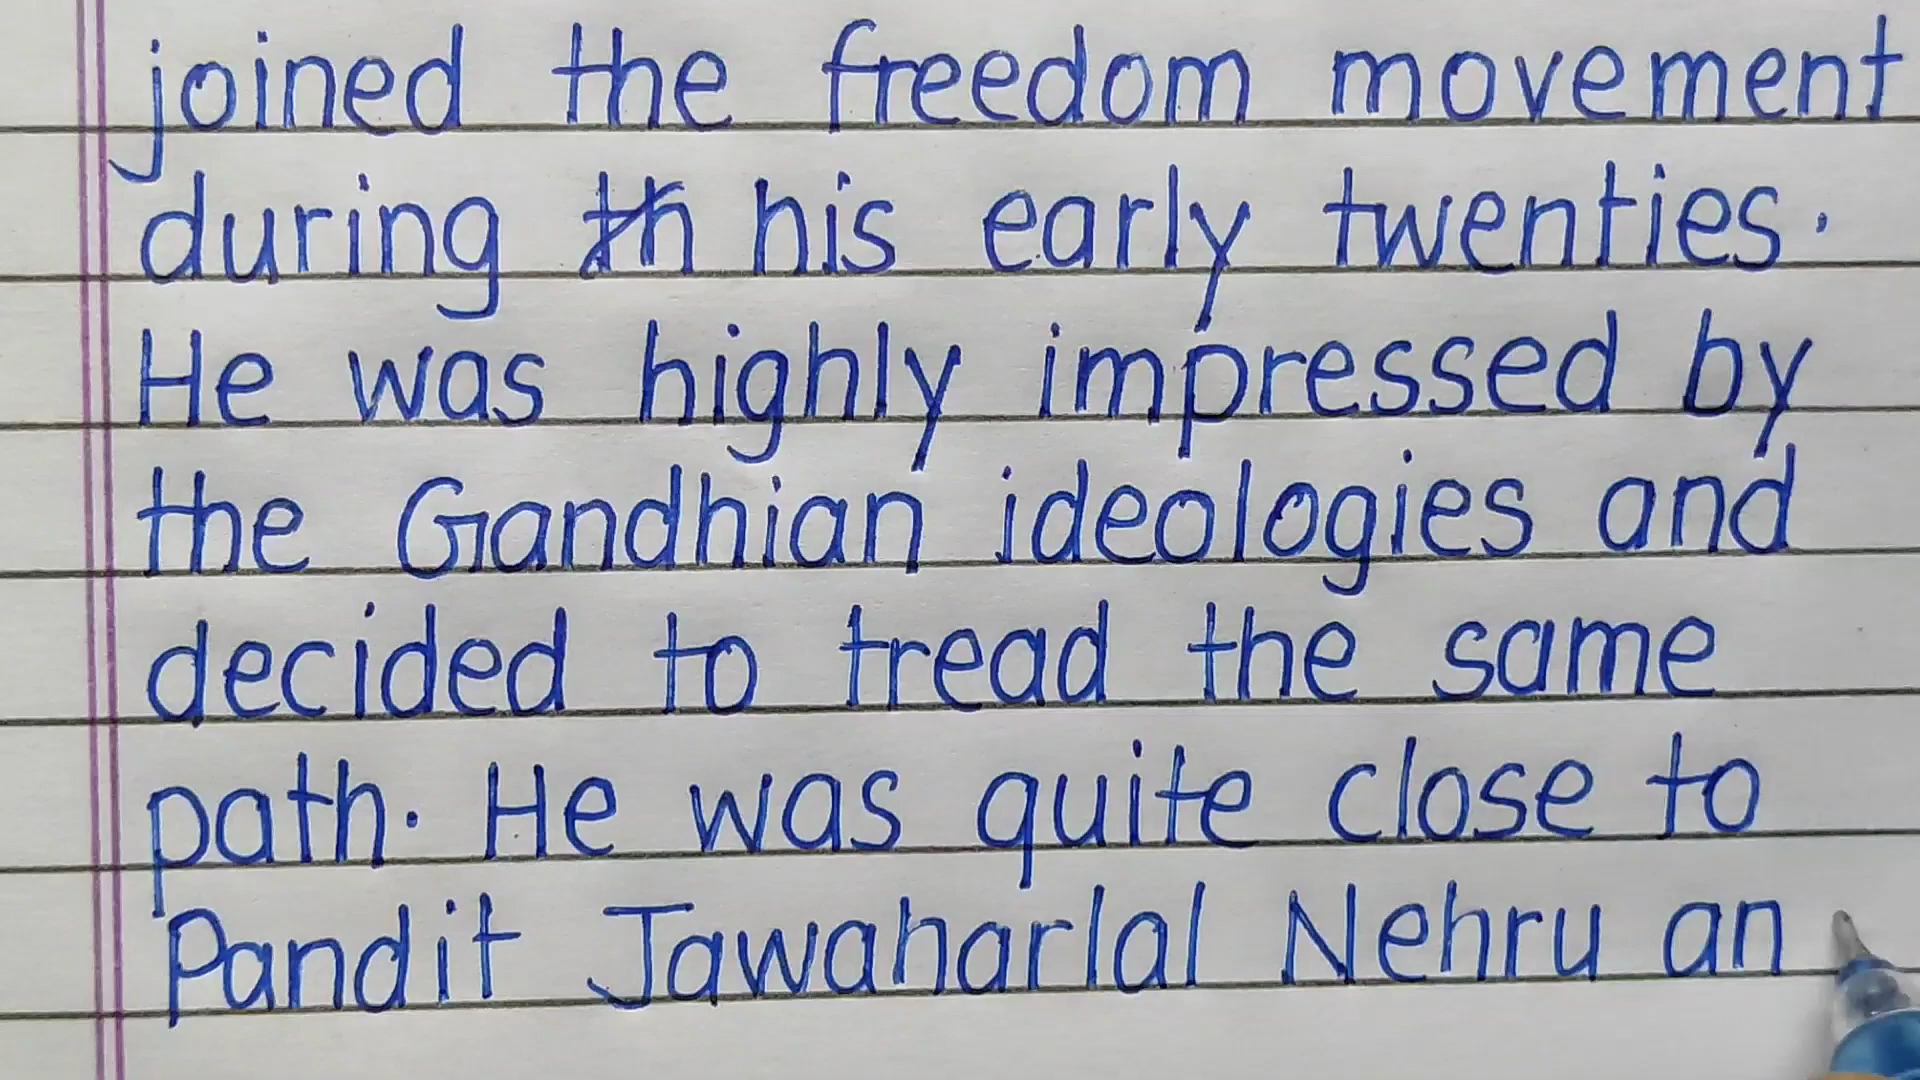 joined the freedom movement
during th his early twenties.
He was highly impressed by
the Gandhian ideologies and
decided to tread the same
path. He was quite close to
Pandit Jawaharlal Nehru an